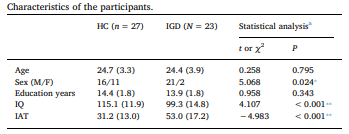 Characteristics of the participants.
HC (n = 27) IGD (N = 23) Statistical analysisᵃ
t or χ² P
Age 24.7 (3.3) 24.4 (3.9) 0.258 0.795
Sex (M/F) 16/11 21/2 5.068 0.024*
Education years 14.4 (1.8) 13.9 (1.8) 0.958 0.343
IQ 115.1 (11.9) 99.3 (14.8) 4.107 < 0.001**
IAT 31.2 (13.0) 53.0 (17.2) −4.983 < 0.001**